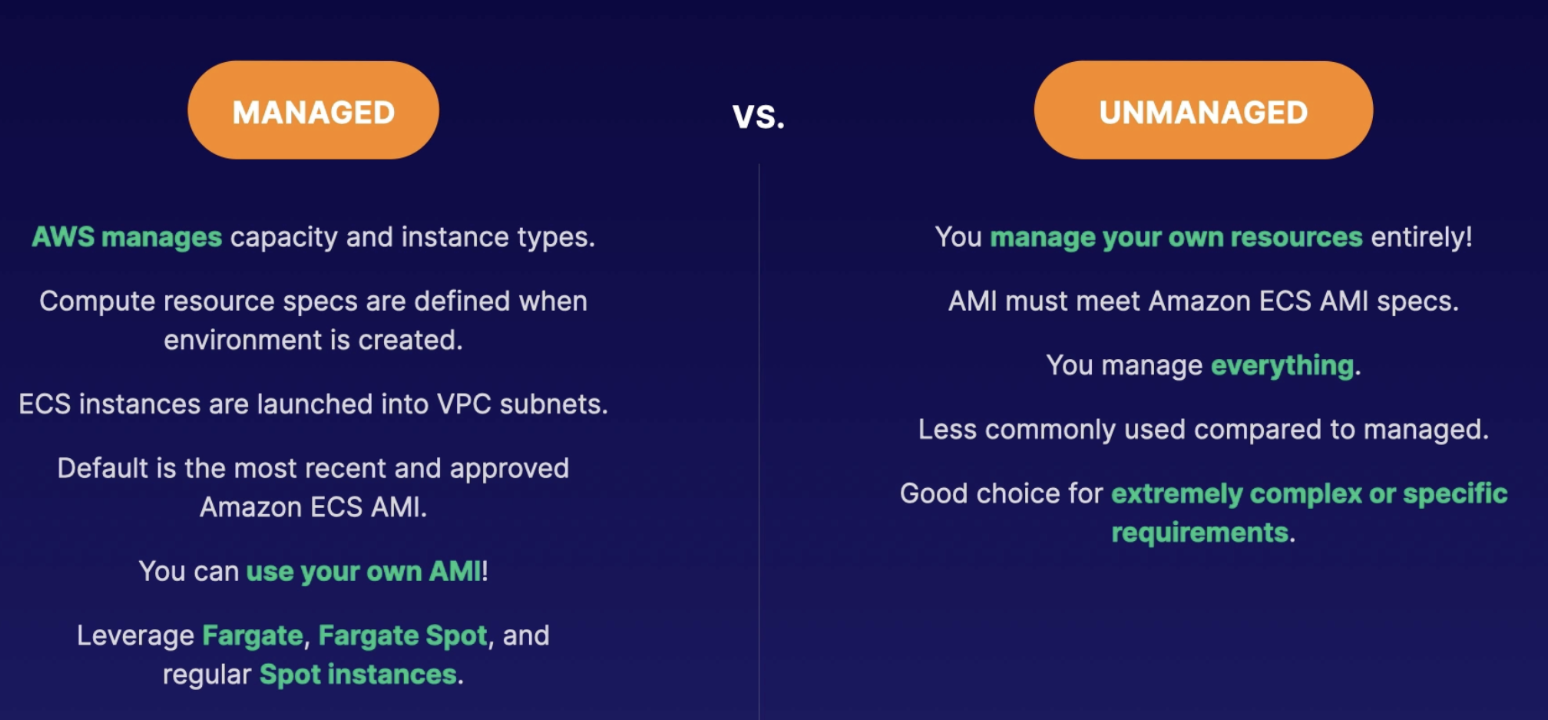 MANAGED
VS.
UNMANAGED
AWS manages capacity and instance types.
Compute resource specs are defined when
environment is created.
ECS instances are launched into VPC subnets.
Default is the most recent and approved
Amazon ECS AMI.
You can use your own AMI!
Leverage Fargate, Fargate Spot, and
regular Spot instances.
You manage your own resources entirely!
AMI must meet Amazon ECS AMI specs.
You manage everything.
Less commonly used compared to managed.
Good choice for extremely complex or specific
requirements.